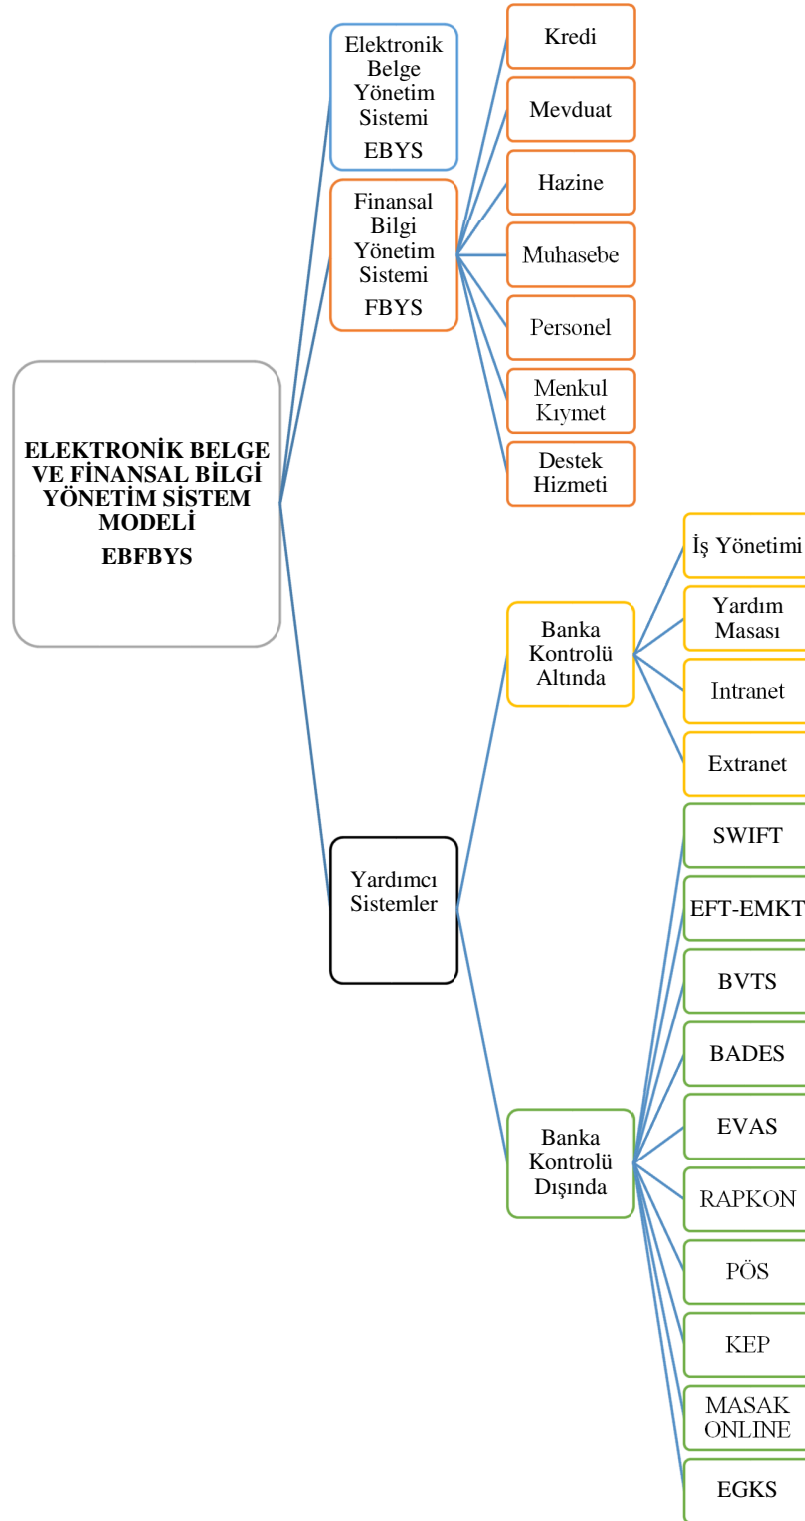 ELEKTRONİK BELGE
VE FİNANSAL BİLGİ
YÖNETİM SİSTEM
MODELİ
EBFBYS
Elektronik
Belge
Yönetim
Sistemi
EBYS
Finansal
Bilgi
Yönetim
Sistemi
FBYS
Kredi
Mevduat
Hazine
Muhasebe
Personel
Menkul
Kıymet
Destek
Hizmeti
Yardımcı
Sistemler
Banka
Kontrolü
Altında
İş Yönetimi
Yardım
Masası
Intranet
Extranet
Banka
Kontrolü
Dışında
SWIFT
EFT-EMKT
BVTS
BADES
EVAS
RAPKON
PÖS
KEP
MASAK
ONLINE
EGKS